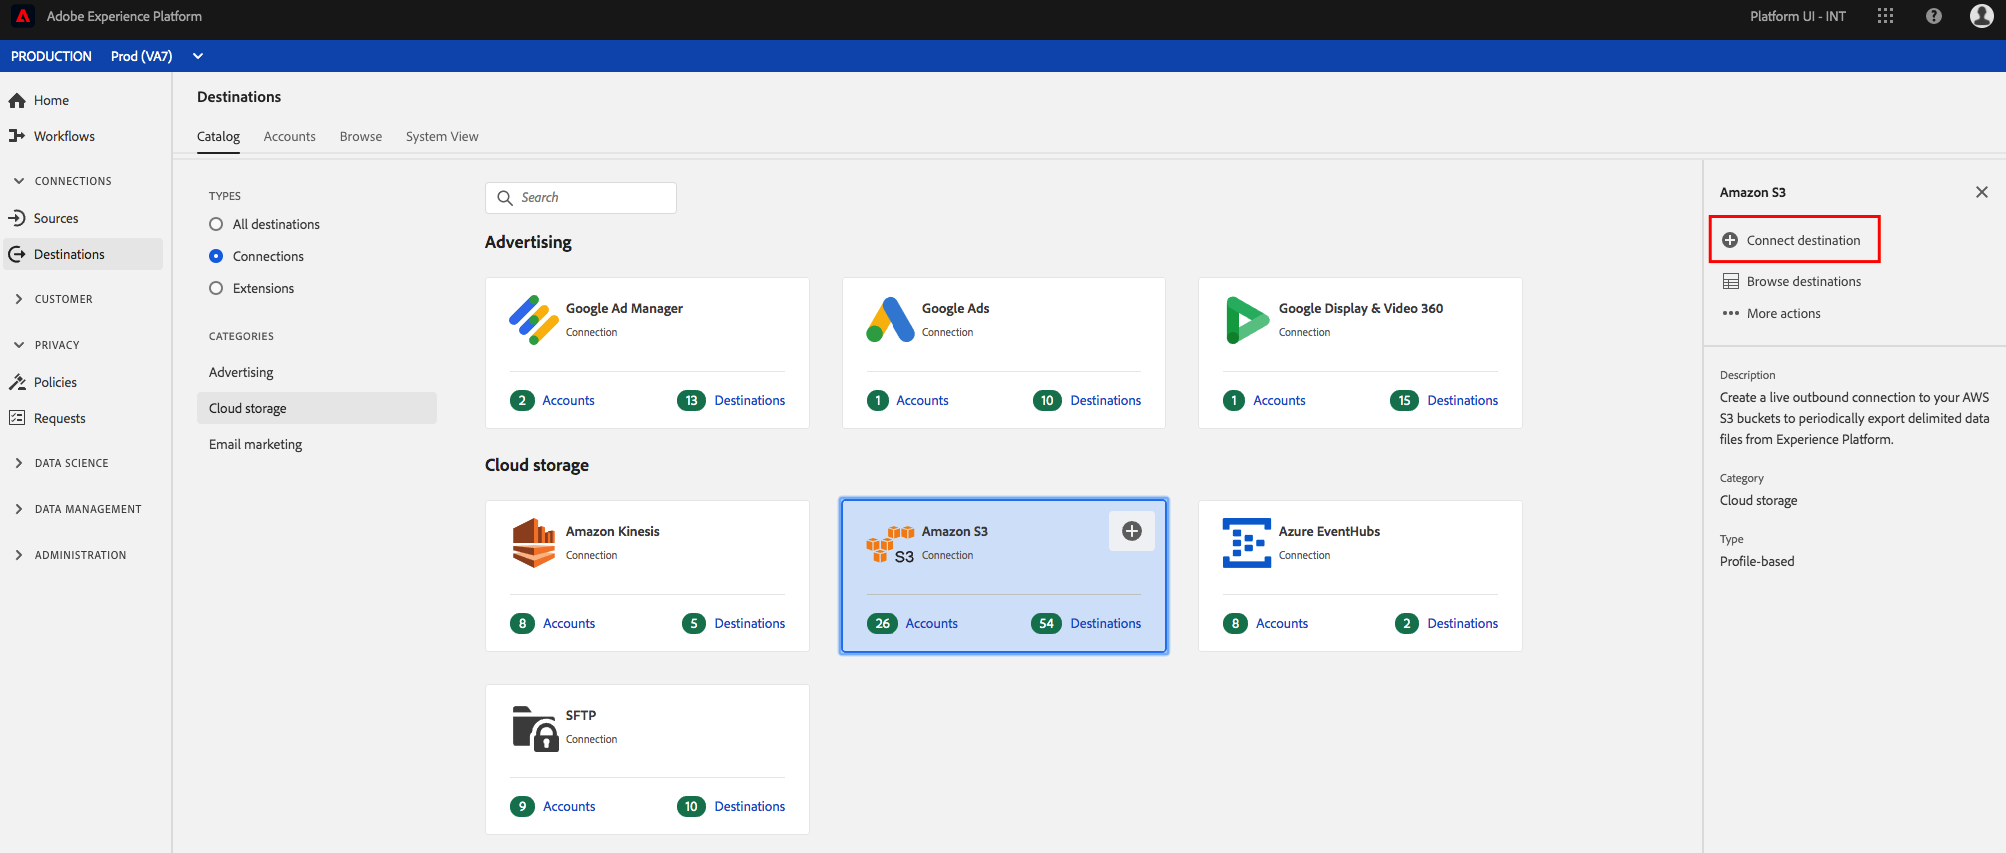 Adobe Experience Platform
Platform UI - INT
PRODUCTION Prod (VA7)
Home
Workflows
CONNECTIONS
Sources
Destinations
CUSTOMER
PRIVACY
Policies
Requests
DATA SCIENCE
DATA MANAGEMENT
ADMINISTRATION
Destinations
Catalog Accounts Browse System View
TYPES
All destinations
Connections
Extensions
CATEGORIES
Advertising
Cloud storage
Email marketing
Search
Advertising
Google Ad Manager
Connection
2 Accounts 13 Destinations
Google Ads
Connection
1 Accounts 10 Destinations
Google Display & Video 360
Connection
1 Accounts 15 Destinations
Cloud storage
Amazon Kinesis
Connection
8 Accounts 5 Destinations
S3
Amazon S3
Connection
26 Accounts 54 Destinations
Azure EventHubs
Connection
8 Accounts 2 Destinations
SFTP
Connection
9 Accounts 10 Destinations
Amazon S3
Connect destination
Browse destinations
More actions
Description
Create a live outbound connection to your AWS
S3 buckets to periodically export delimited data
files from Experience Platform.
Category
Cloud storage
Type
Profile-based